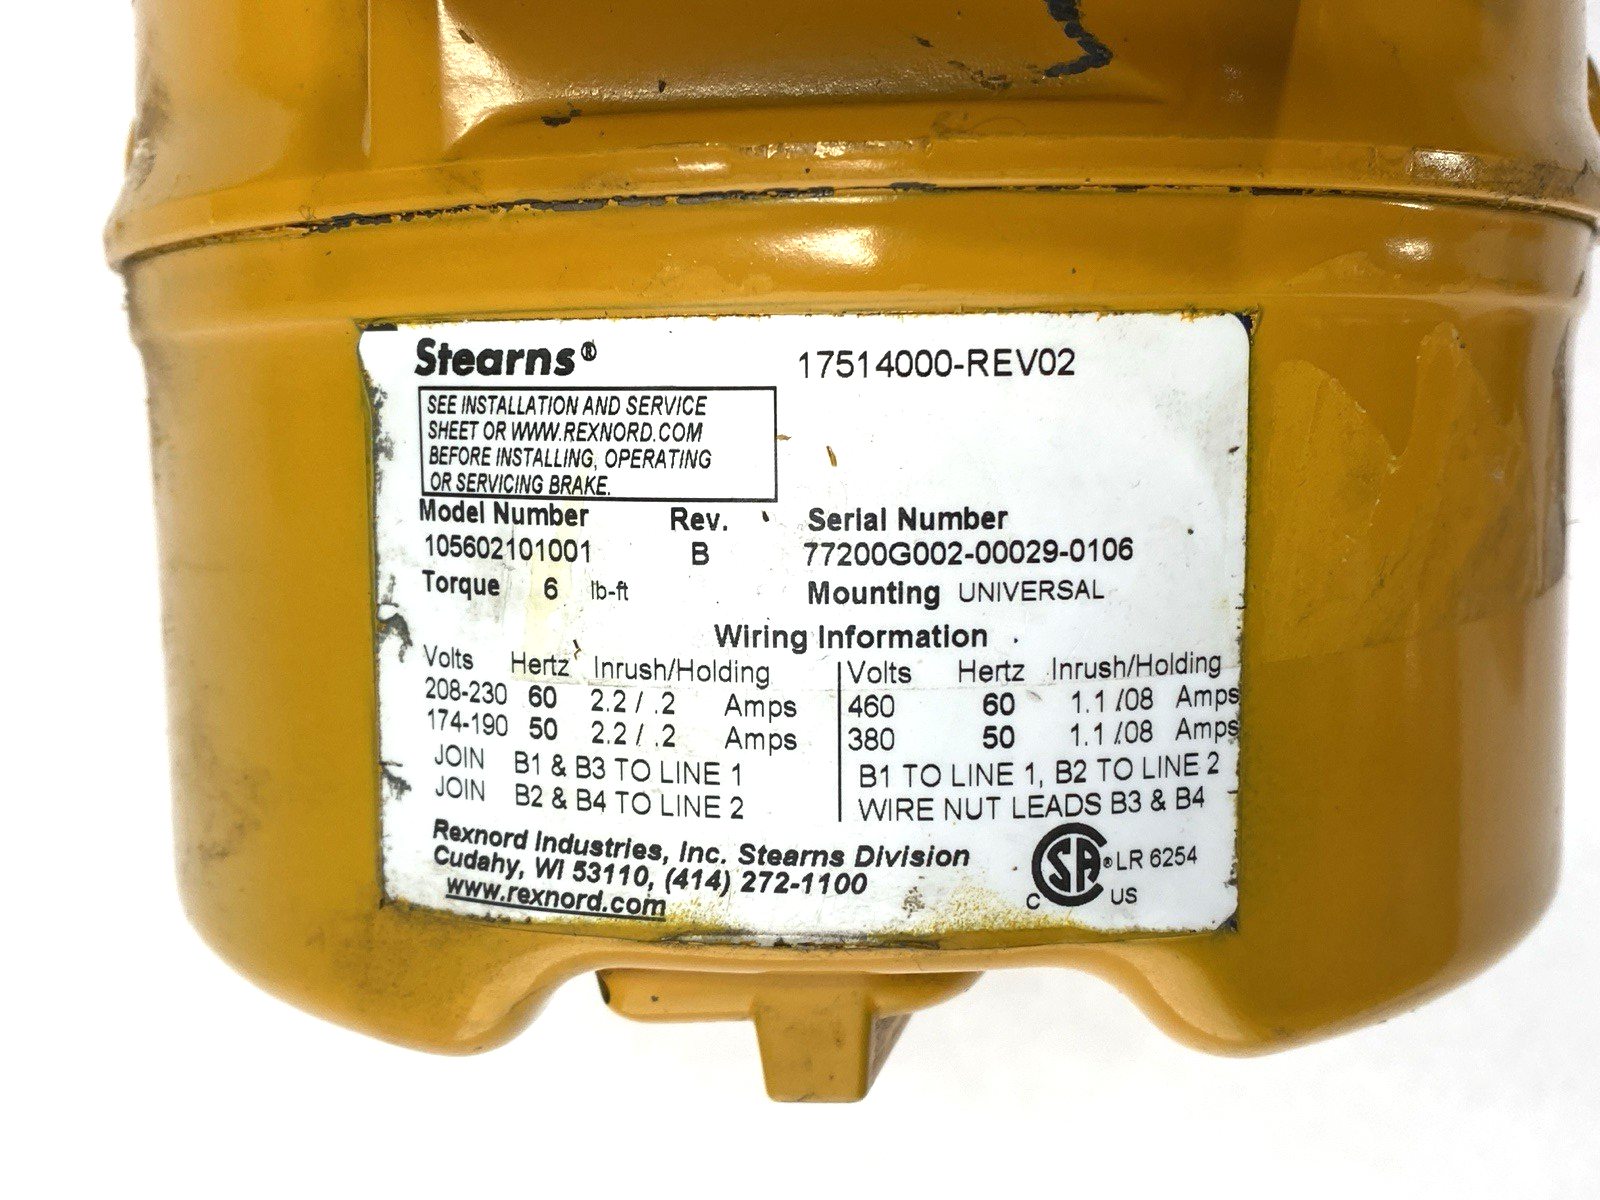 Stearns® 17514000-REV02
SEE INSTALLATION AND SERVICE
SHEET OR WWW.REXNORD.COM
BEFORE INSTALLING, OPERATING
OR SERVICING BRAKE.
Model Number Rev. Serial Number
105602101001 B 77200G002-00029-0106
Torque 6 lb-ft Mounting UNIVERSAL
Wiring Information
Volts Hertz Inrush/Holding
208-230 60 2.2 / .2 Amps
174-190 50 2.2 / .2 Amps
JOIN B1 & B3 TO LINE 1
JOIN B2 & B4 TO LINE 2
Volts Hertz Inrush/Holding
460 60 1.1 /08 Amps
380 50 1.1 /.08 Amps
B1 TO LINE 1, B2 TO LINE 2
WIRE NUT LEADS B3 & B4
Rexnord Industries, Inc. Stearns Division
Cudahy, WI 53110, (414) 272-1100
www.rexnord.com
CSA® LR 6254
C US